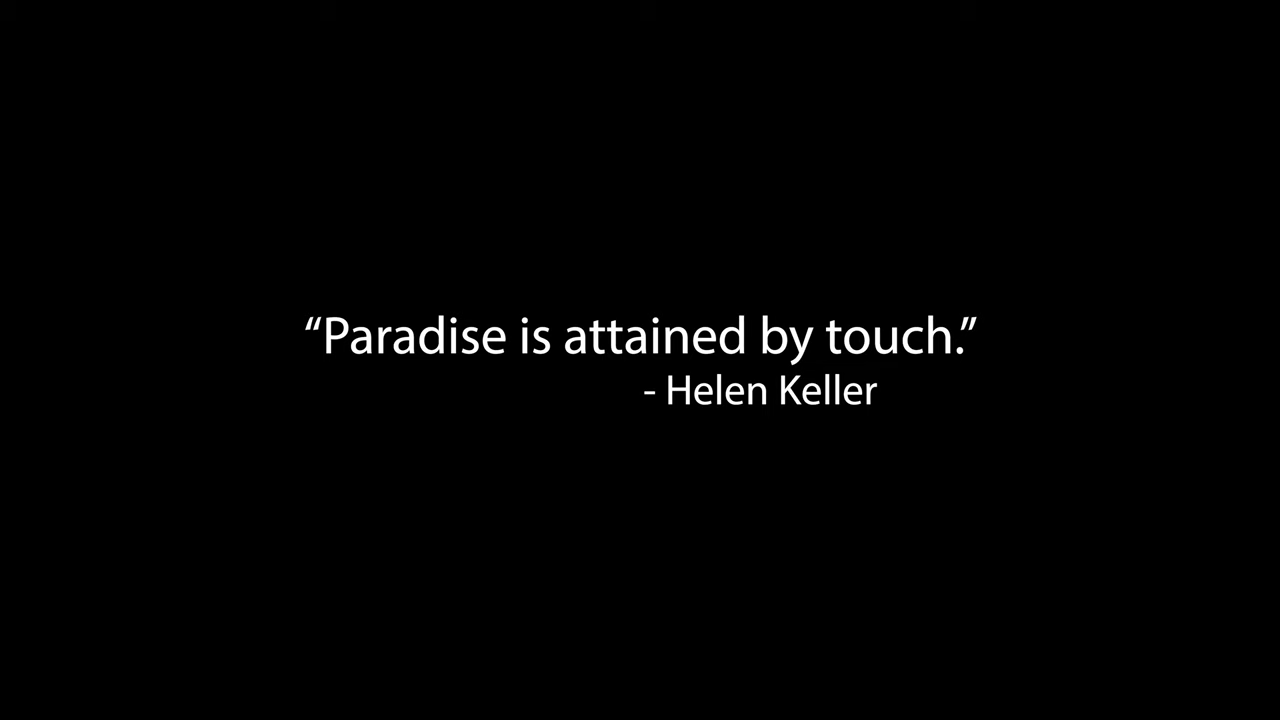 “Paradise is attained by touch.”
- Helen Keller